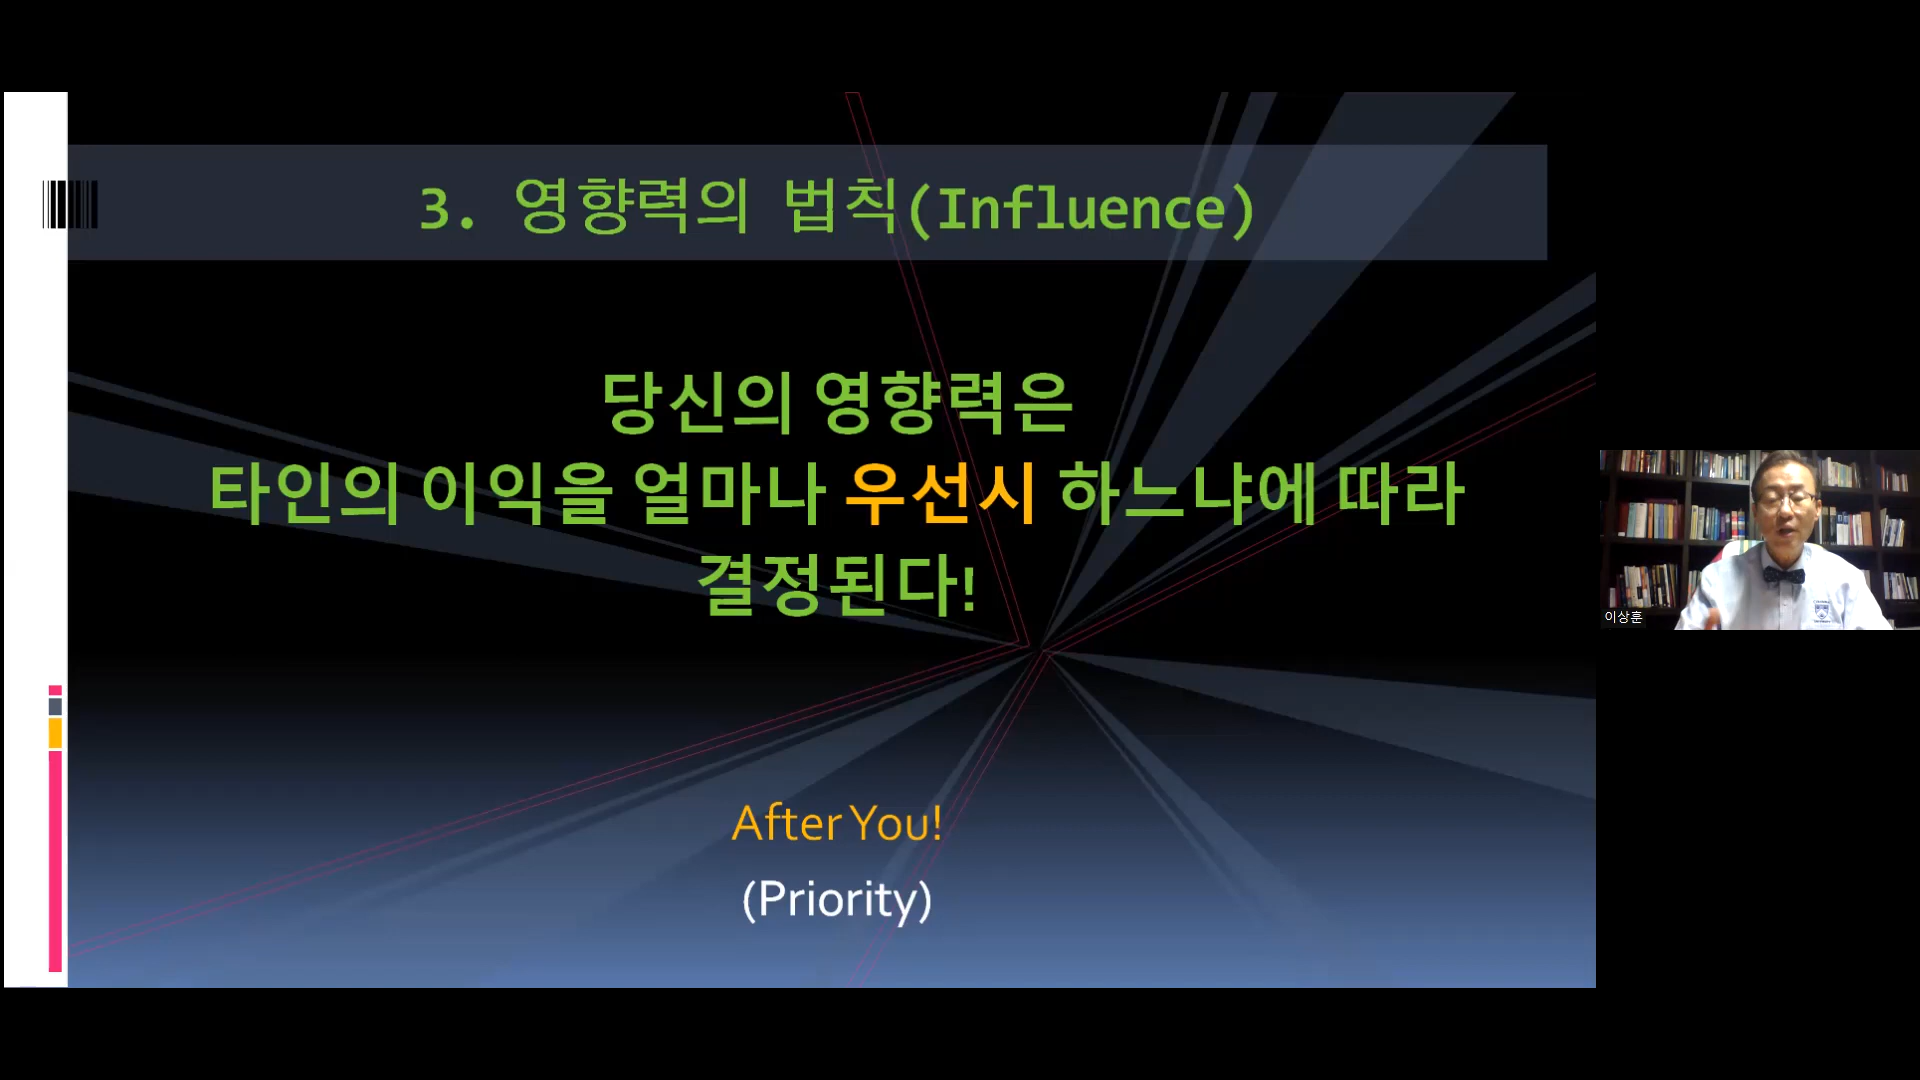 3. 영향력의 법칙(Influence)
당신의 영향력은
타인의 이익을 얼마나 우선시 하느냐에 따라
결정된다!
After You!
(Priority)
이상훈